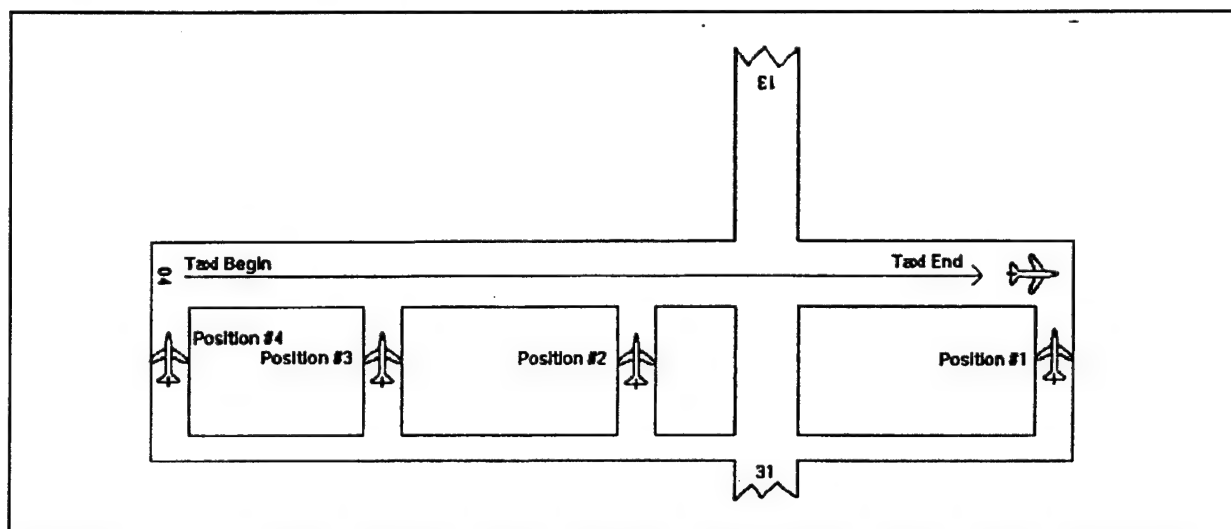 13
04
Taxi Begin
Taxi End
Position #4
Position #3
Position #2
Position #1
31